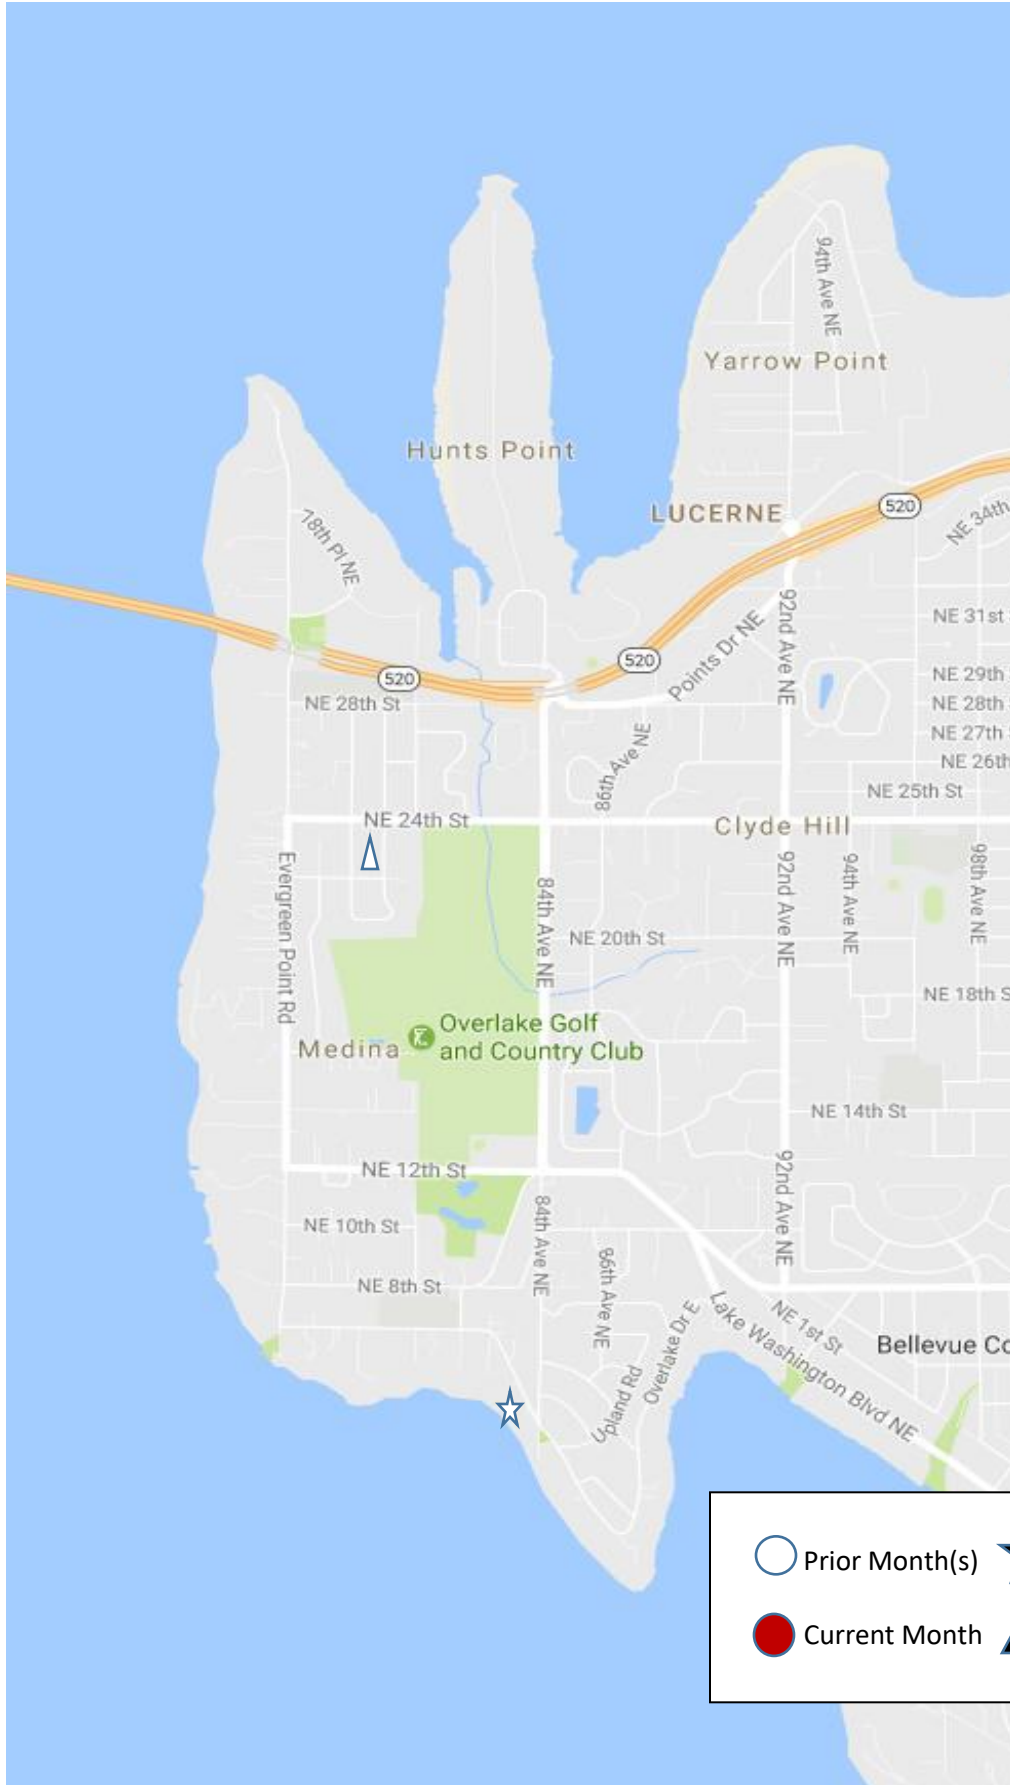 94th Ave NE
Yarrow Point
Hunts Point
LUCERNE
520
NE 34th
18th Pl NE
92nd Ave NE
NE 31st
Points Dr NE
520
520
NE 29th
NE 28th St
NE 28th
86th Ave NE
NE 27th
NE 26th
NE 25th St
NE 24th St
Clyde Hill
Evergreen Point Rd
84th Ave NE
92nd Ave NE
94th Ave NE
98th Ave NE
NE 20th St
NE 18th S
Overlake Golf
and Country Club
Medina
NE 14th St
NE 12th St
92nd Ave NE
84th Ave NE
NE 10th St
86th Ave NE
NE 8th St
Overlake Dr E
Lake Washington Blvd NE
NE 1st St
Bellevue Co
Upland Rd
Prior Month(s)
Current Month